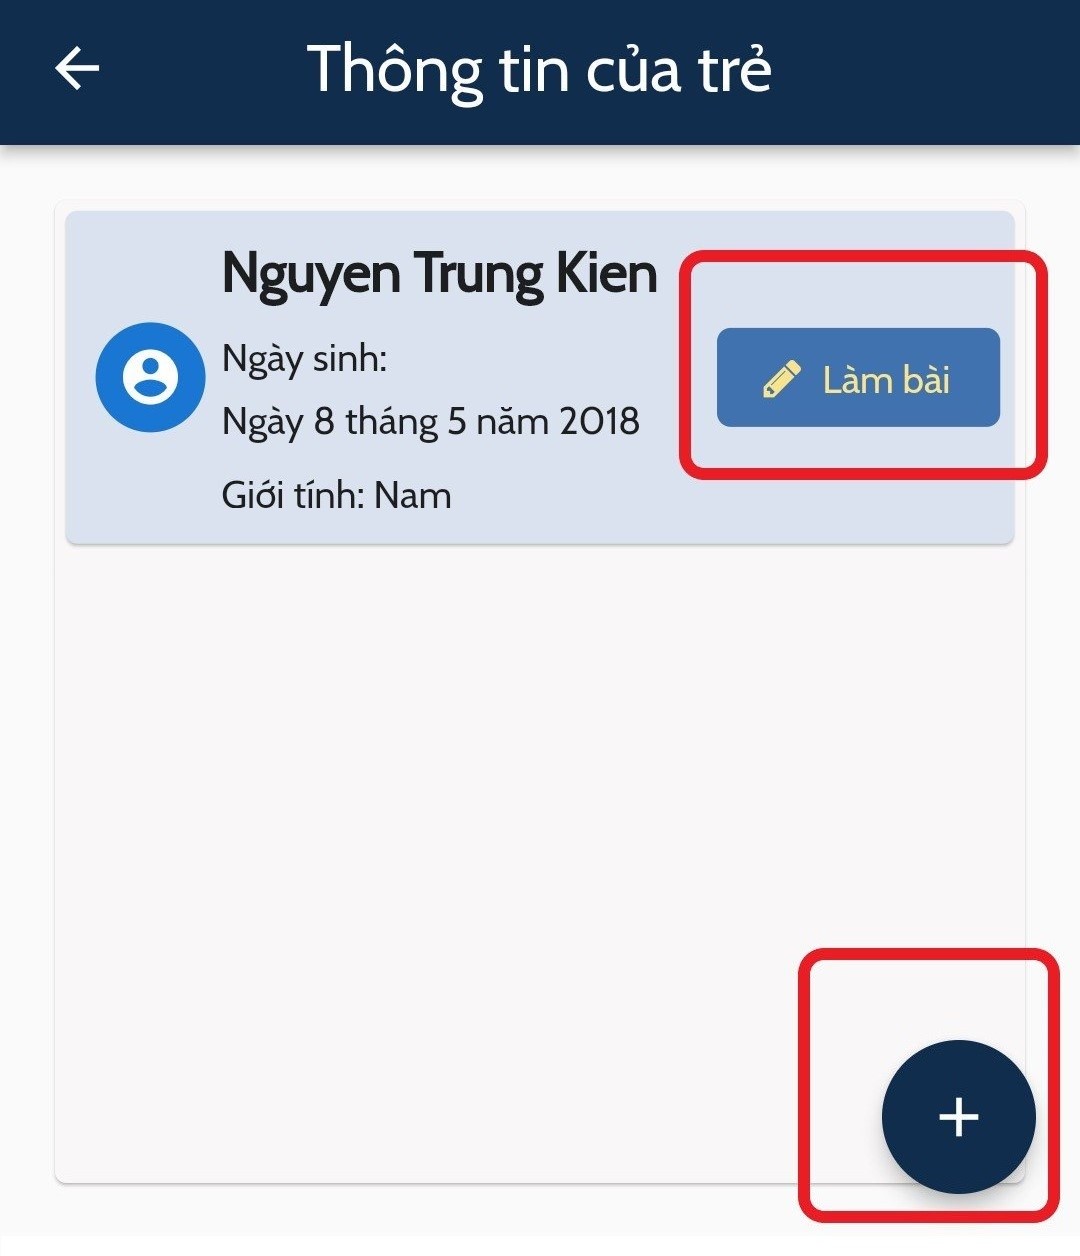 Thông tin của trẻ
Nguyen Trung Kien
Ngày sinh:
Ngày 8 tháng 5 năm 2018
Làm bài
Giới tính: Nam